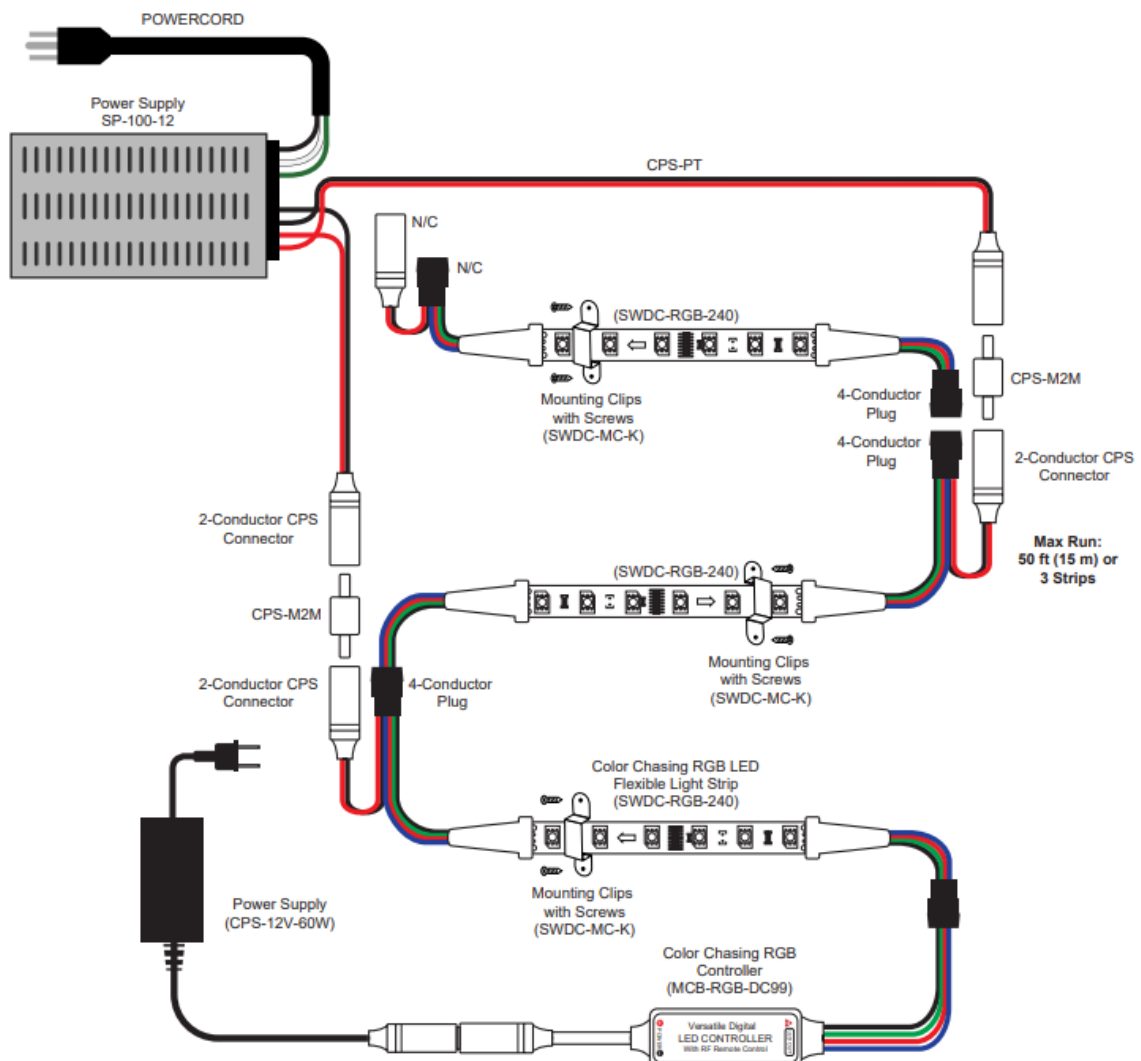 POWERCORD
Power Supply
SP-100-12
CPS-PT
N/C
N/C
(SWDC-RGB-240)
Mounting Clips
with Screws
(SWDC-MC-K)
4-Conductor
Plug
CPS-M2M
4-Conductor
Plug
2-Conductor CPS
Connector
Max Run:
50 ft (15 m) or
3 Strips
2-Conductor CPS
Connector
(SWDC-RGB-240)
CPS-M2M
Mounting Clips
with Screws
(SWDC-MC-K)
2-Conductor CPS
Connector
4-Conductor
Plug
Color Chasing RGB LED
Flexible Light Strip
(SWDC-RGB-240)
Mounting Clips
with Screws
(SWDC-MC-K)
Power Supply
(CPS-12V-60W)
Color Chasing RGB
Controller
(MCB-RGB-DC99)
Versatile Digital
LED CONTROLLER
With RF Remote Control